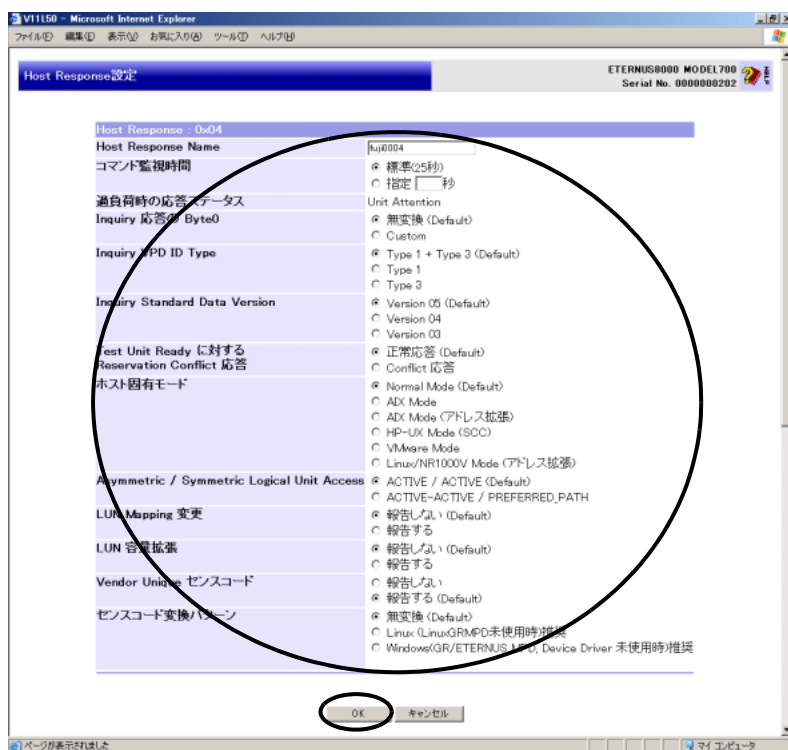 V11L50 - Microsoft Internet Explorer
ファイル(F) 編集(E) 表示(V) お気に入り(A) ツール(T) ヘルプ(H)
Host Response設定
ETERNUS8000 MODEL700
Serial No. 0000000202
HELP
Host Response : 0x04
Host Response Name fuji0004
コマンド監視時間 標準(25秒)
指定 秒
過負荷時の応答ステータス Unit Attention
Inquiry 応答の Byte0 無変換 (Default)
Custom
Inquiry VPD ID Type Type 1 + Type 3 (Default)
Type 1
Type 3
Inquiry Standard Data Version Version 05 (Default)
Version 04
Version 03
Test Unit Ready に対する 正常応答 (Default)
Reservation Conflict 応答 Conflict 応答
ホスト固有モード Normal Mode (Default)
AIX Mode
AIX Mode (アドレス拡張)
HP-UX Mode (SCC)
VMware Mode
Linux/NR1000V Mode (アドレス拡張)
Asymmetric / Symmetric Logical Unit Access ACTIVE / ACTIVE (Default)
ACTIVE-ACTIVE / PREFERRED_PATH
LUN Mapping 変更 報告しない (Default)
報告する
LUN 容量拡張 報告しない (Default)
報告する
Vendor Unique センスコード 報告しない
報告する (Default)
センスコード変換パターン 無変換 (Default)
Linux (LinuxGRMPD未使用時)推奨
Windows(GR/ETERNUS MPD, Device Driver 未使用時)推奨
OK キャンセル
ページが表示されました マイ コンピュータ